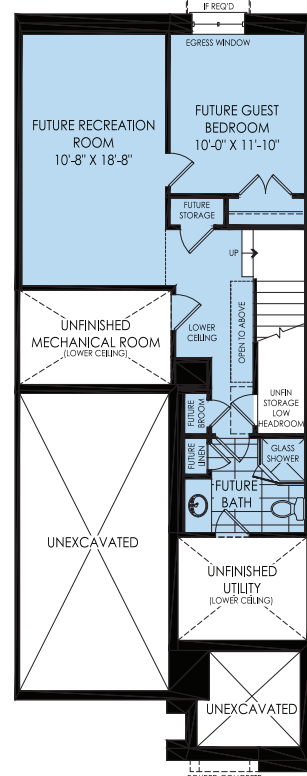 IF REQ'D
EGRESS WINDOW
FUTURE RECREATION
ROOM
10'-8" X 18'-8"
FUTURE GUEST
BEDROOM
10'-0" X 11'-10"
FUTURE
STORAGE
UP
LOWER
CEILING
OPEN TO ABOVE
UNFINISHED
MECHANICAL ROOM
(LOWER CEILING)
UNFIN
STORAGE
LOW
HEADROOM
FUTURE
BROOM
FUTURE
LINEN
GLASS
SHOWER
FUTURE
BATH
UNEXCAVATED
UNFINISHED
UTILITY
(LOWER CEILING)
UNEXCAVATED